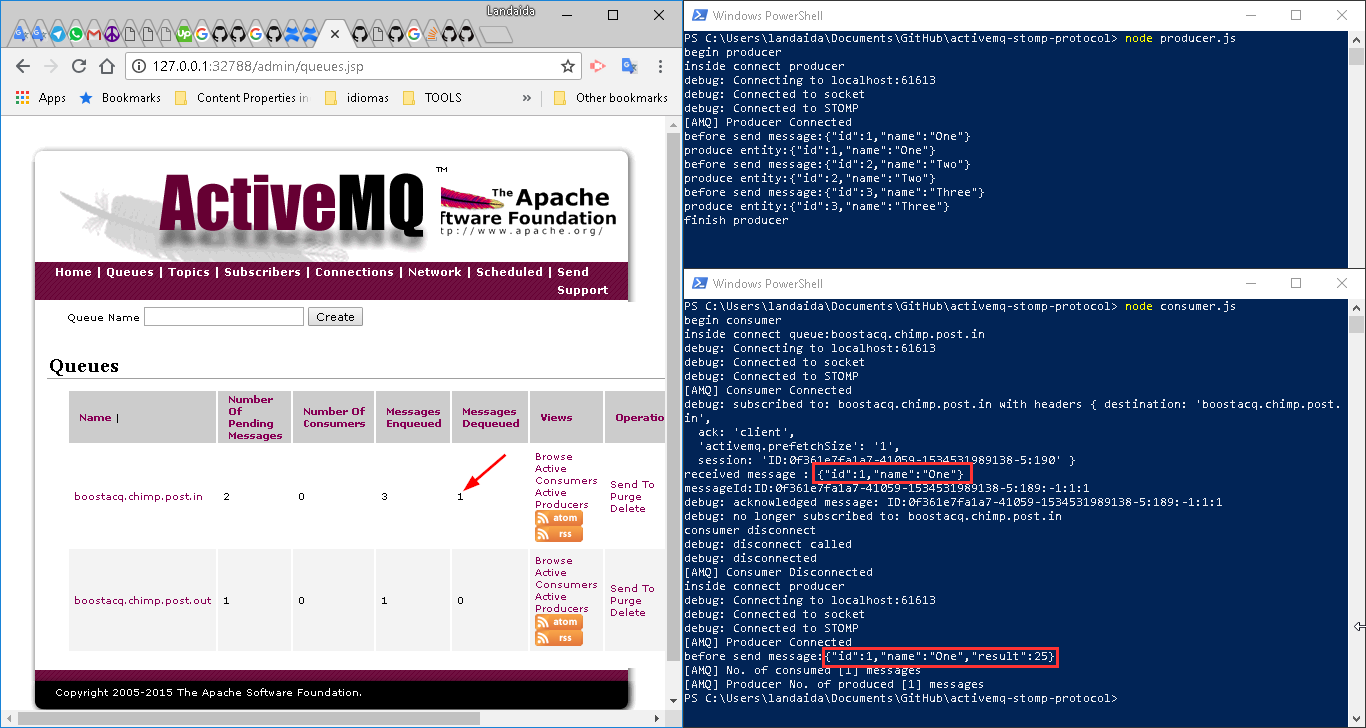 Landaida
127.0.0.1:32788/admin/queues.jsp
Apps Bookmarks Content Properties in idiomas TOOLS » Other bookmarks
ActiveMQ ™
The Apache
ftware Foundation
tp://www.apache.org/
Home | Queues | Topics | Subscribers | Connections | Network | Scheduled | Send
Support
Queue Name Create
Queues
Name | Number Of Pending Messages Number Of Consumers Messages Enqueued Messages Dequeued Views Operatio
boostacq.chimp.post.in 2 0 3 1
Browse
Active
Consumers
Active
Producers
atom
rss
Send To
Purge
Delete
boostacq.chimp.post.out 1 0 1 0
Browse
Active
Consumers
Active
Producers
atom
rss
Send To
Purge
Delete
Copyright 2005-2015 The Apache Software Foundation.
Windows PowerShell
PS C:\Users\landaida\Documents\GitHub\activemq-stomp-protocol> node producer.js
begin producer
inside connect producer
debug: Connecting to localhost:61613
debug: Connected to socket
debug: Connected to STOMP
[AMQ] Producer Connected
before send message:{"id":1,"name":"One"}
produce entity:{"id":1,"name":"One"}
before send message:{"id":2,"name":"Two"}
produce entity:{"id":2,"name":"Two"}
before send message:{"id":3,"name":"Three"}
produce entity:{"id":3,"name":"Three"}
finish producer
Windows PowerShell
PS C:\Users\landaida\Documents\GitHub\activemq-stomp-protocol> node consumer.js
begin consumer
inside connect queue:boostacq.chimp.post.in
debug: Connecting to localhost:61613
debug: Connected to socket
debug: Connected to STOMP
[AMQ] Consumer Connected
debug: subscribed to: boostacq.chimp.post.in with headers { destination: 'boostacq.chimp.post.
in',
ack: 'client',
'activemq.prefetchSize': '1',
session: 'ID:0f361e7fa1a7-41059-1534531989138-5:190' }
received message : {"id":1,"name":"One"}
messageId:ID:0f361e7fa1a7-41059-1534531989138-5:189:-1:1:1
debug: acknowledged message: ID:0f361e7fa1a7-41059-1534531989138-5:189:-1:1:1
debug: no longer subscribed to: boostacq.chimp.post.in
consumer disconnect
debug: disconnect called
debug: disconnected
[AMQ] Consumer Disconnected
inside connect producer
debug: Connecting to localhost:61613
debug: Connected to socket
debug: Connected to STOMP
[AMQ] Producer Connected
before send message:{"id":1,"name":"One","result":25}
[AMQ] No. of consumed [1] messages
[AMQ] Producer No. of produced [1] messages
PS C:\Users\landaida\Documents\GitHub\activemq-stomp-protocol>